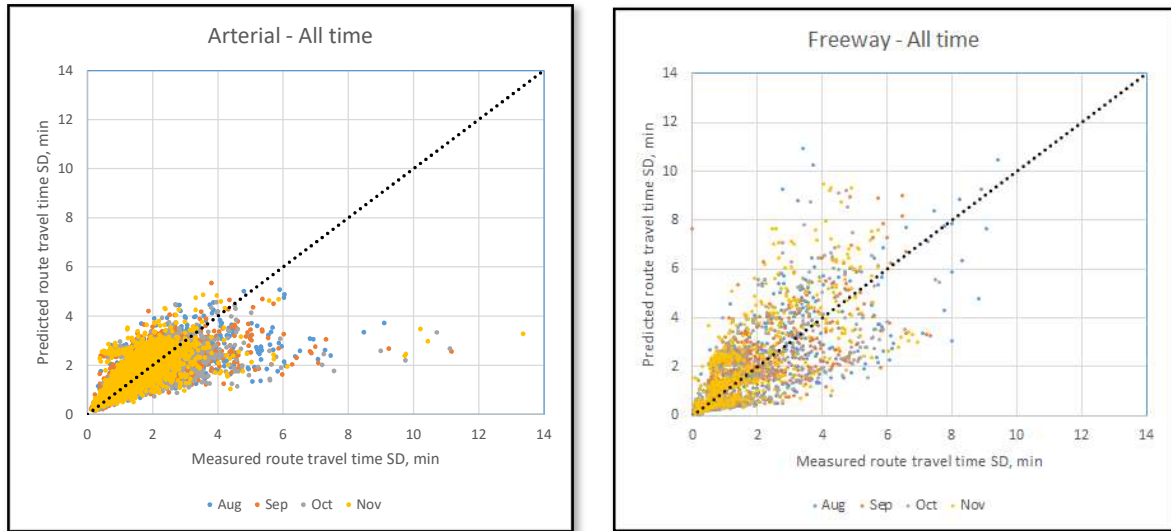 Arterial - All time
14
12
10
8
6
4
2
0
Predicted route travel time SD, min
0 2 4 6 8 10 12 14
Measured route travel time SD, min
Aug Sep Oct Nov
Freeway - All time
14
12
10
8
6
4
2
0
Predicted route travel time SD, min
0 2 4 6 8 10 12 14
Measured route travel time SD, min
Aug Sep Oct Nov